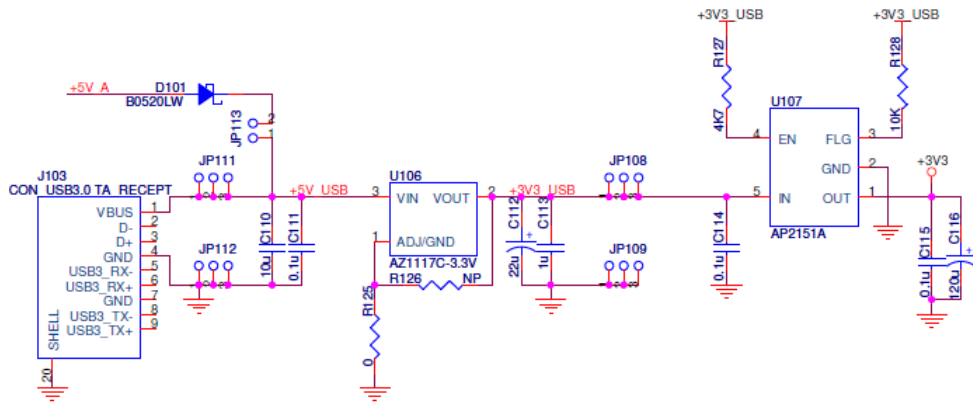 +3V3_USB
+3V3_USB
R127
4K7
R128
10K
U107
4
EN
FLG
3
GND
2
5
IN
OUT
1
AP2151A
+3V3
+5V_A
D101
B0520LW
JP113
2
1
J103
CON_USB3.0 TA_RECEPT
VBUS
1
D-
2
D+
3
GND
4
USB3_RX-
5
USB3_RX+
6
GND
7
USB3_TX-
8
USB3_TX+
9
SHELL
20
JP111
JP112
+5V_USB
C110
10u
C111
0.1u
U106
3
VIN
VOUT
2
1
ADJ/GND
AZ1117C-3.3V
R126
NP
R125
0
+3V3_USB
C112
+
22u
C113
1u
JP108
JP109
C114
0.1u
C115
0.1u
C116
+
120u